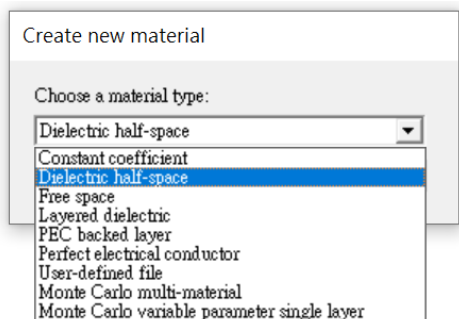 Create new material
Choose a material type:
Dielectric half-space
Constant coefficient
Dielectric half-space
Free space
Layered dielectric
PEC backed layer
Perfect electrical conductor
User-defined file
Monte Carlo multi-material
Monte Carlo variable parameter single layer